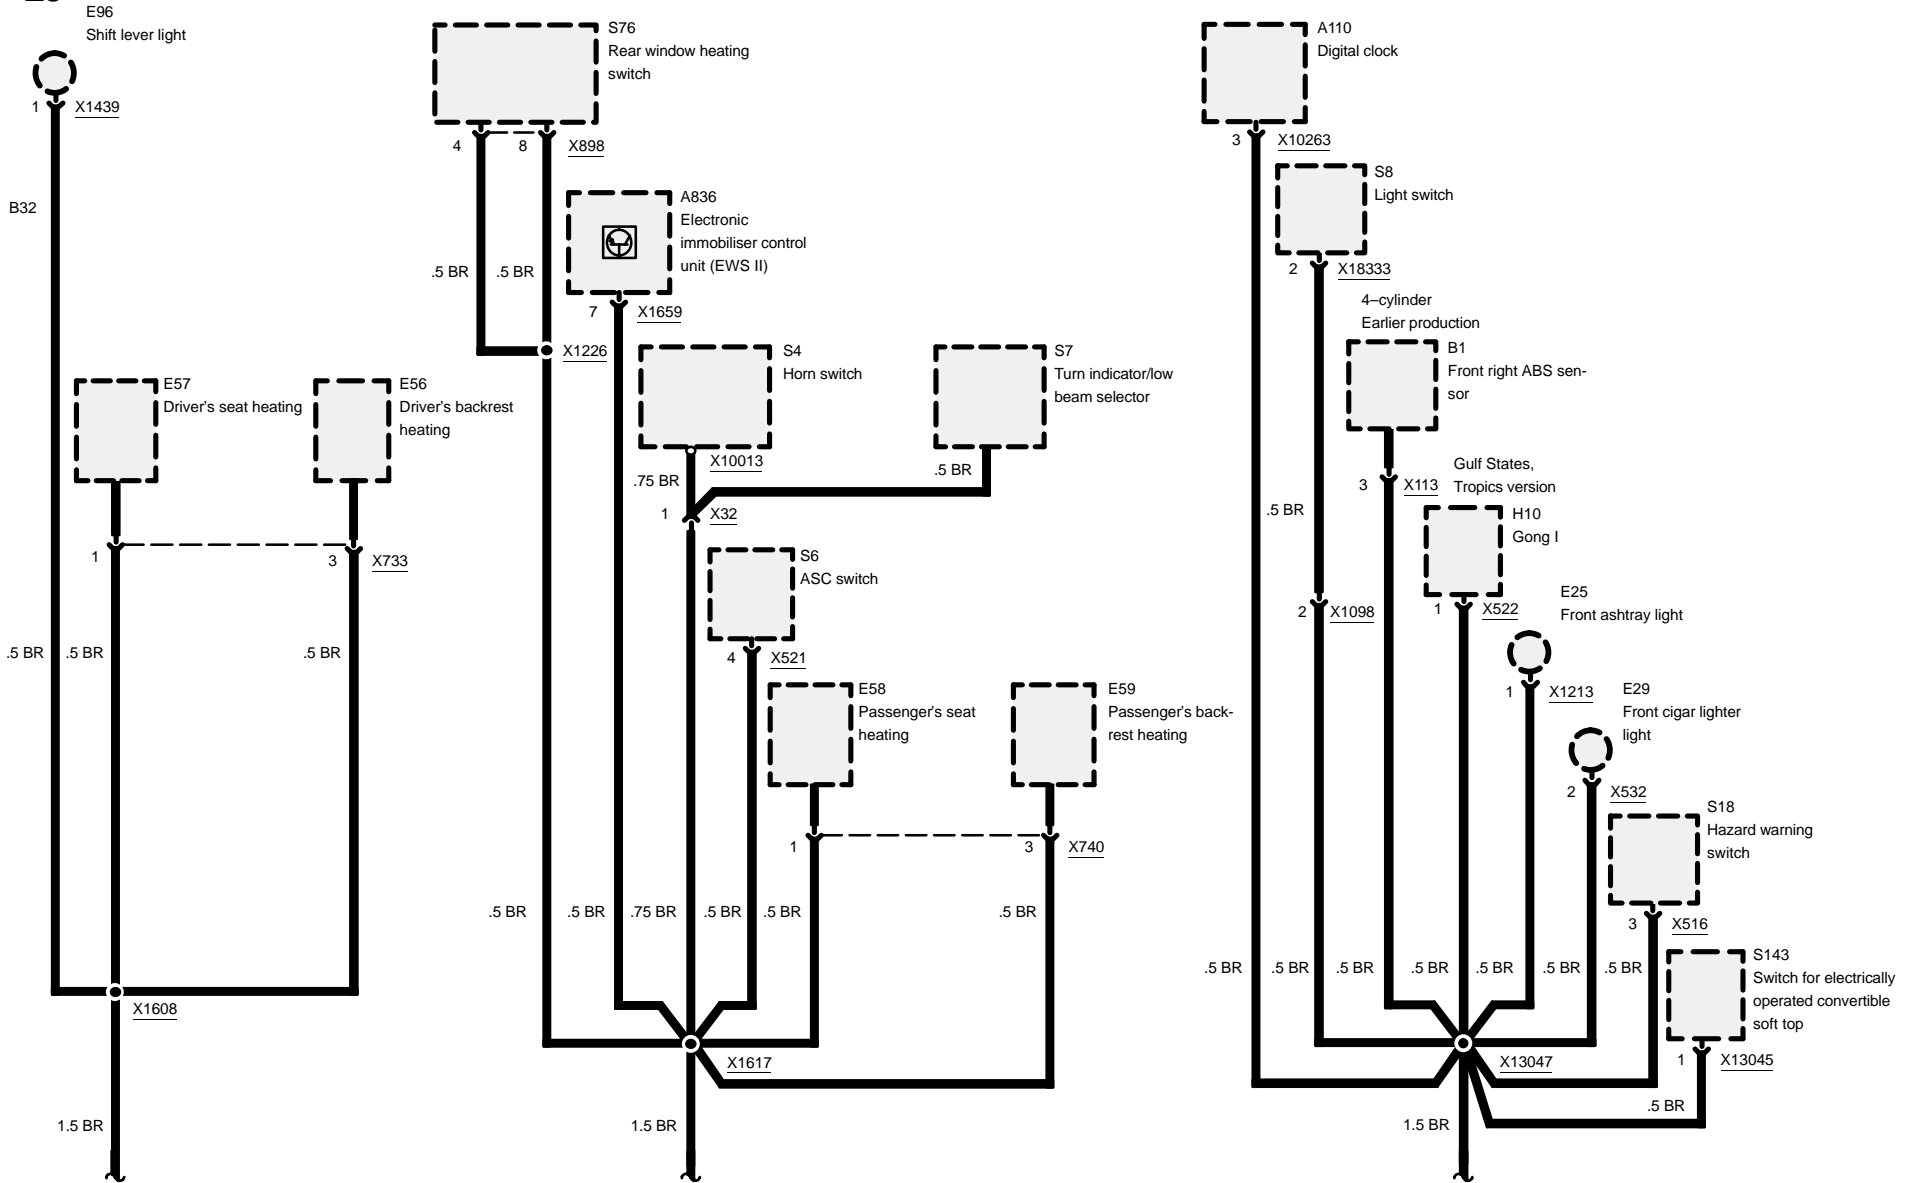 E96
Shift lever light
1
X1439
B32
E57
Driver's seat heating
E56
Driver's backrest
heating
1
3
X733
.5 BR
.5 BR
.5 BR
X1608
1.5 BR
S76
Rear window heating
switch
4
8
X898
A836
Electronic
immobiliser control
unit (EWS II)
.5 BR
.5 BR
7
X1659
X1226
S4
Horn switch
S7
Turn indicator/low
beam selector
X10013
.75 BR
.5 BR
1
X32
S6
ASC switch
4
X521
E58
Passenger's seat
heating
E59
Passenger's back-
rest heating
1
3
X740
.5 BR
.5 BR
.75 BR
.5 BR
.5 BR
.5 BR
X1617
1.5 BR
A110
Digital clock
3
X10263
S8
Light switch
2
X18333
4–cylinder
Earlier production
B1
Front right ABS sen-
sor
3
X113
Gulf States,
Tropics version
H10
Gong I
.5 BR
2
X1098
1
X522
E25
Front ashtray light
1
X1213
E29
Front cigar lighter
light
2
X532
S18
Hazard warning
switch
3
X516
S143
Switch for electrically
operated convertible
soft top
1
X13045
.5 BR
.5 BR
.5 BR
.5 BR
.5 BR
.5 BR
.5 BR
X13047
.5 BR
1.5 BR